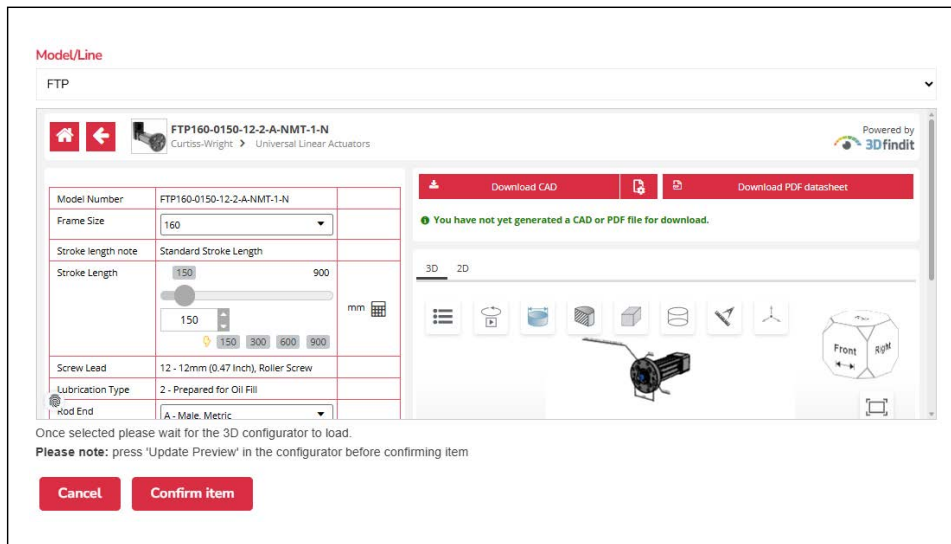 Model/Line
FTP
FTP160-0150-12-2-A-NMT-1-N
Curtiss-Wright > Universal Linear Actuators
Powered by
3Dfindit
Model Number FTP160-0150-12-2-A-NMT-1-N
Frame Size 160
Stroke length note Standard Stroke Length
Stroke Length 150 900
150 mm
150 300 600 900
Screw Lead 12 - 12mm (0.47 Inch), Roller Screw
Lubrication Type 2 - Prepared for Oil Fill
Rod End A - Male, Metric
Download CAD
Download PDF datasheet
You have not yet generated a CAD or PDF file for download.
3D 2D
Front Right
Once selected please wait for the 3D configurator to load.
Please note: press 'Update Preview' in the configurator before confirming item
Cancel Confirm item